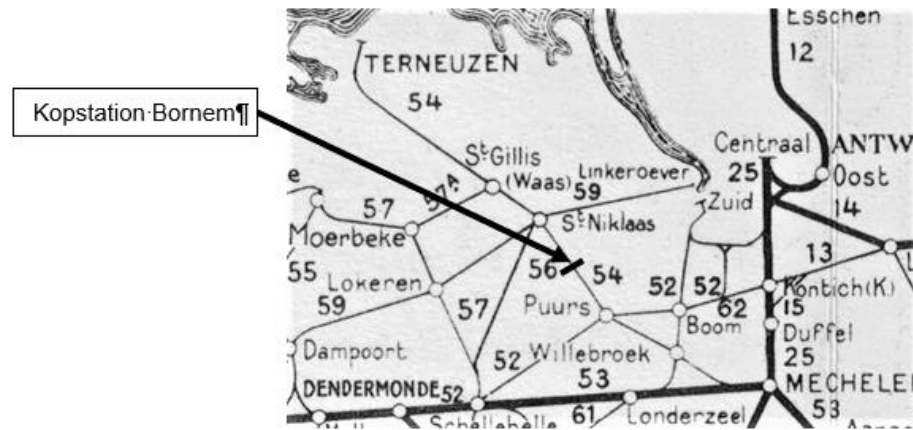 Esschen
12
TERNEUZEN
Kopstation·Bornem¶
54
Centraal
ANTW
St. Gillis
(Waas)
Linkeroever
25
Oost
57A
59
Zuid
14
57
St. Niklaas
Moerbeke
13
55
56
54
Lokeren
52
52
Kontich(K)
59
57
62
15
Puurs
Boom
Duffel
Dampoort
52
Willebroek
25
53
DENDERMONDE
52
MECHELE
Schellebelle
61
Londerzeel
53